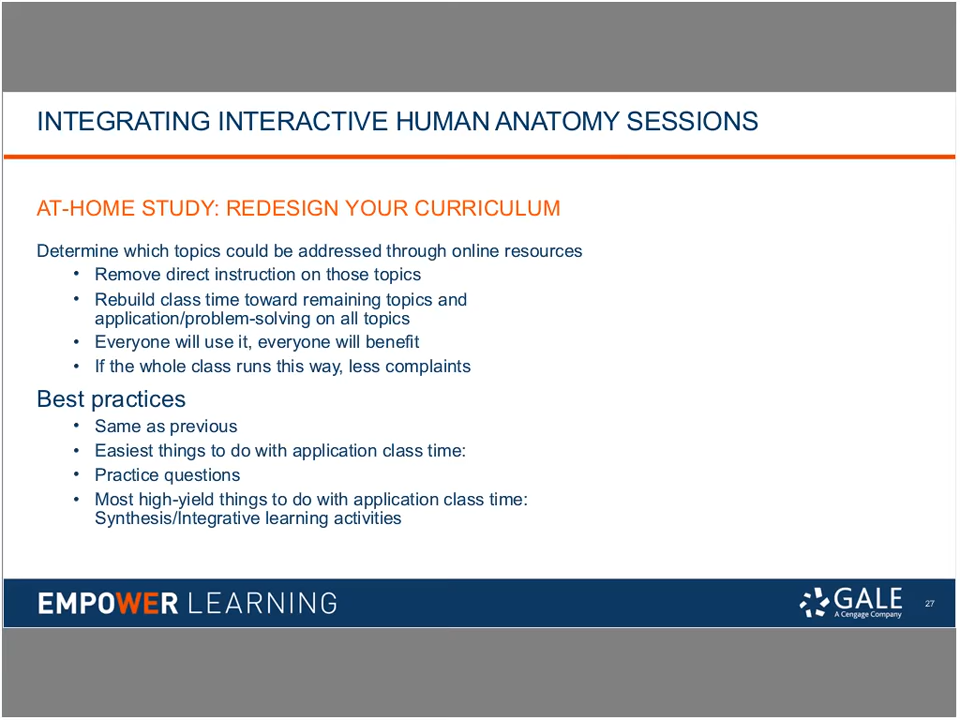 INTEGRATING INTERACTIVE HUMAN ANATOMY SESSIONS
AT-HOME STUDY: REDESIGN YOUR CURRICULUM
Determine which topics could be addressed through online resources
• Remove direct instruction on those topics
• Rebuild class time toward remaining topics and
application/problem-solving on all topics
• Everyone will use it, everyone will benefit
• If the whole class runs this way, less complaints
Best practices
• Same as previous
• Easiest things to do with application class time:
• Practice questions
• Most high-yield things to do with application class time:
Synthesis/Integrative learning activities
EMPOWER LEARNING
GALE
A Cengage Company
27